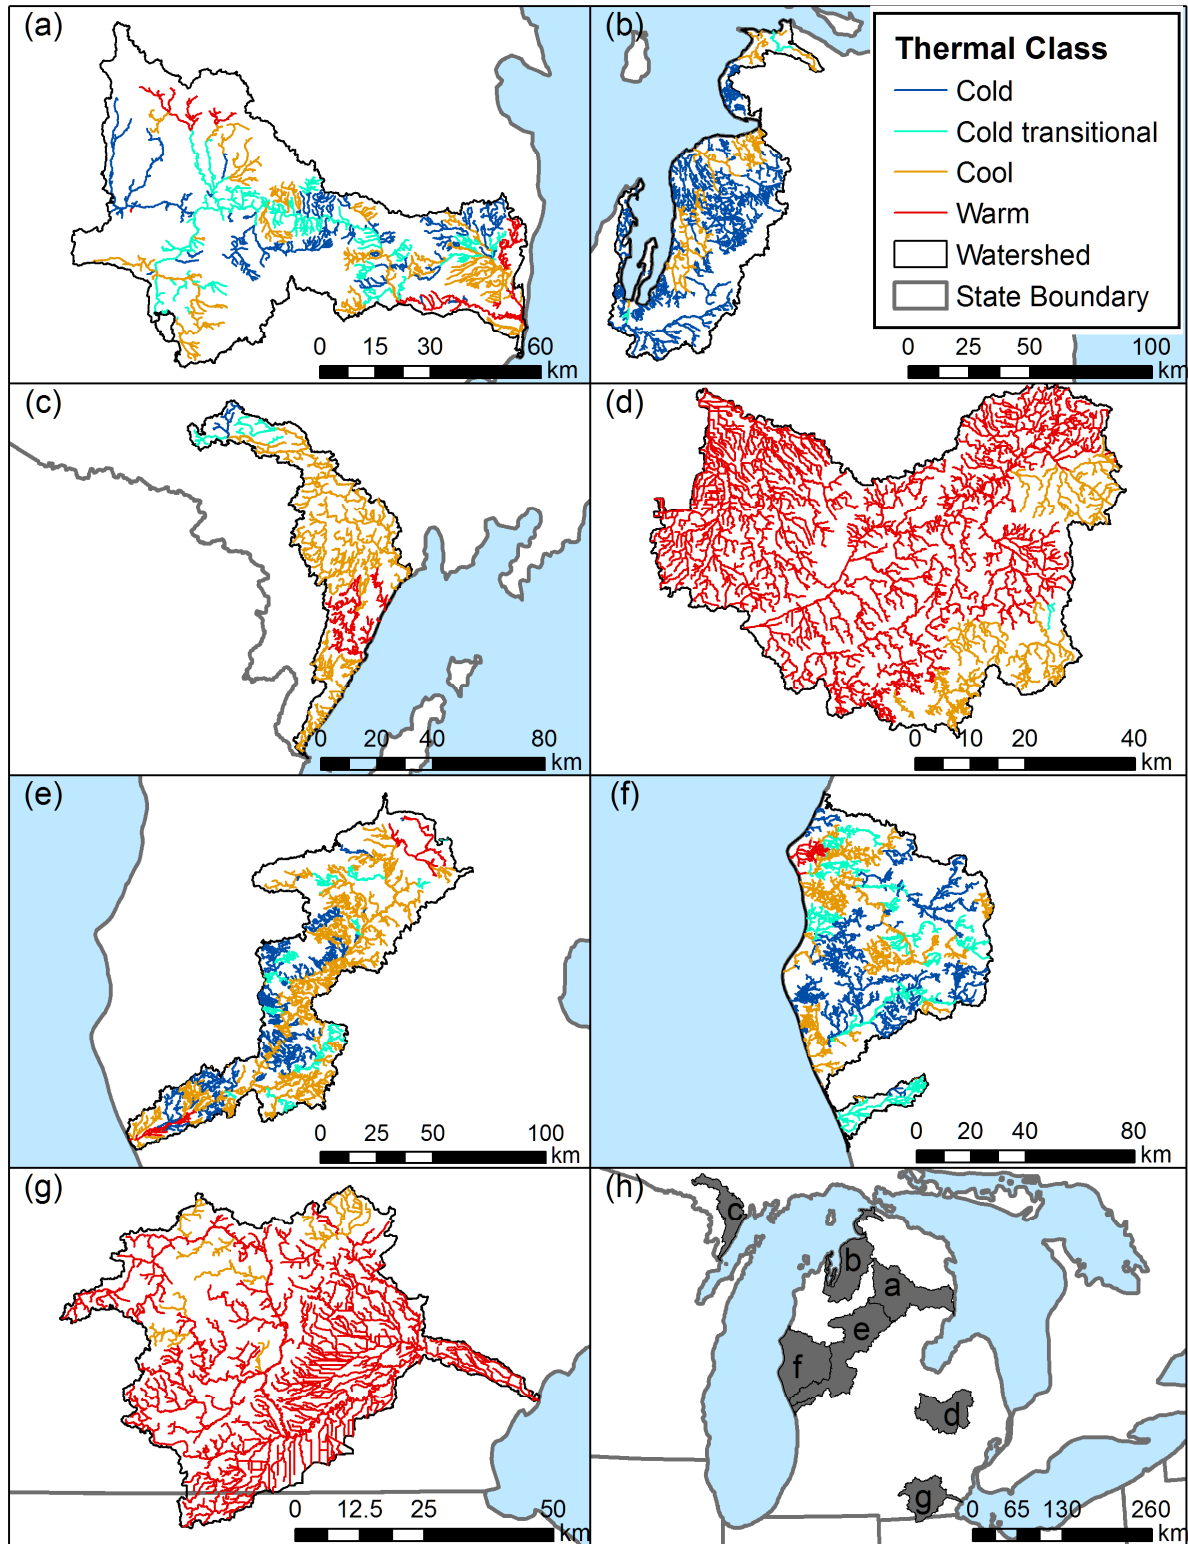 (a)
0 15 30 60
km
(b)
Thermal Class
Cold
Cold transitional
Cool
Warm
Watershed
State Boundary
0 25 50 100
km
(c)
0 20 40 80
km
(d)
0 10 20 40
km
(e)
0 25 50 100
km
(f)
0 20 40 80
km
(g)
0 12.5 25 50
km
(h)
c
b
a
e
f
d
g
0 65 130 260
km